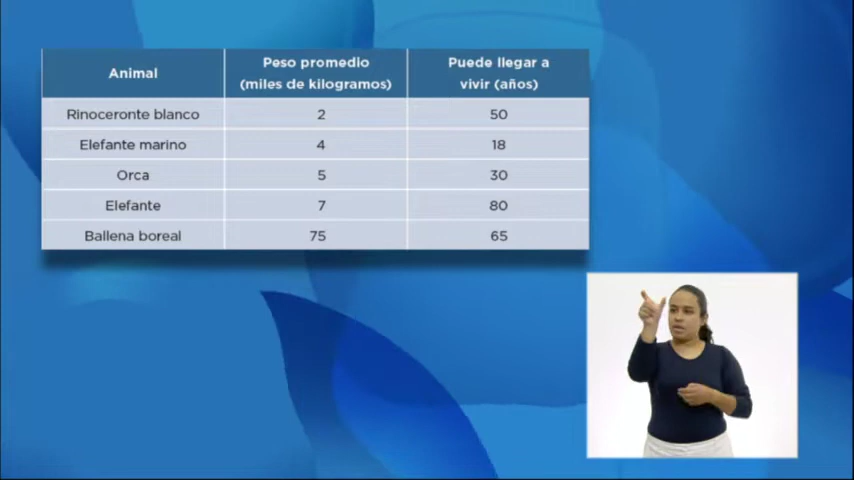 Animal
Peso promedio
(miles de kilogramos)
Puede llegar a
vivir (años)
Rinoceronte blanco 2 50
Elefante marino 4 18
Orca 5 30
Elefante 7 80
Ballena boreal 75 65